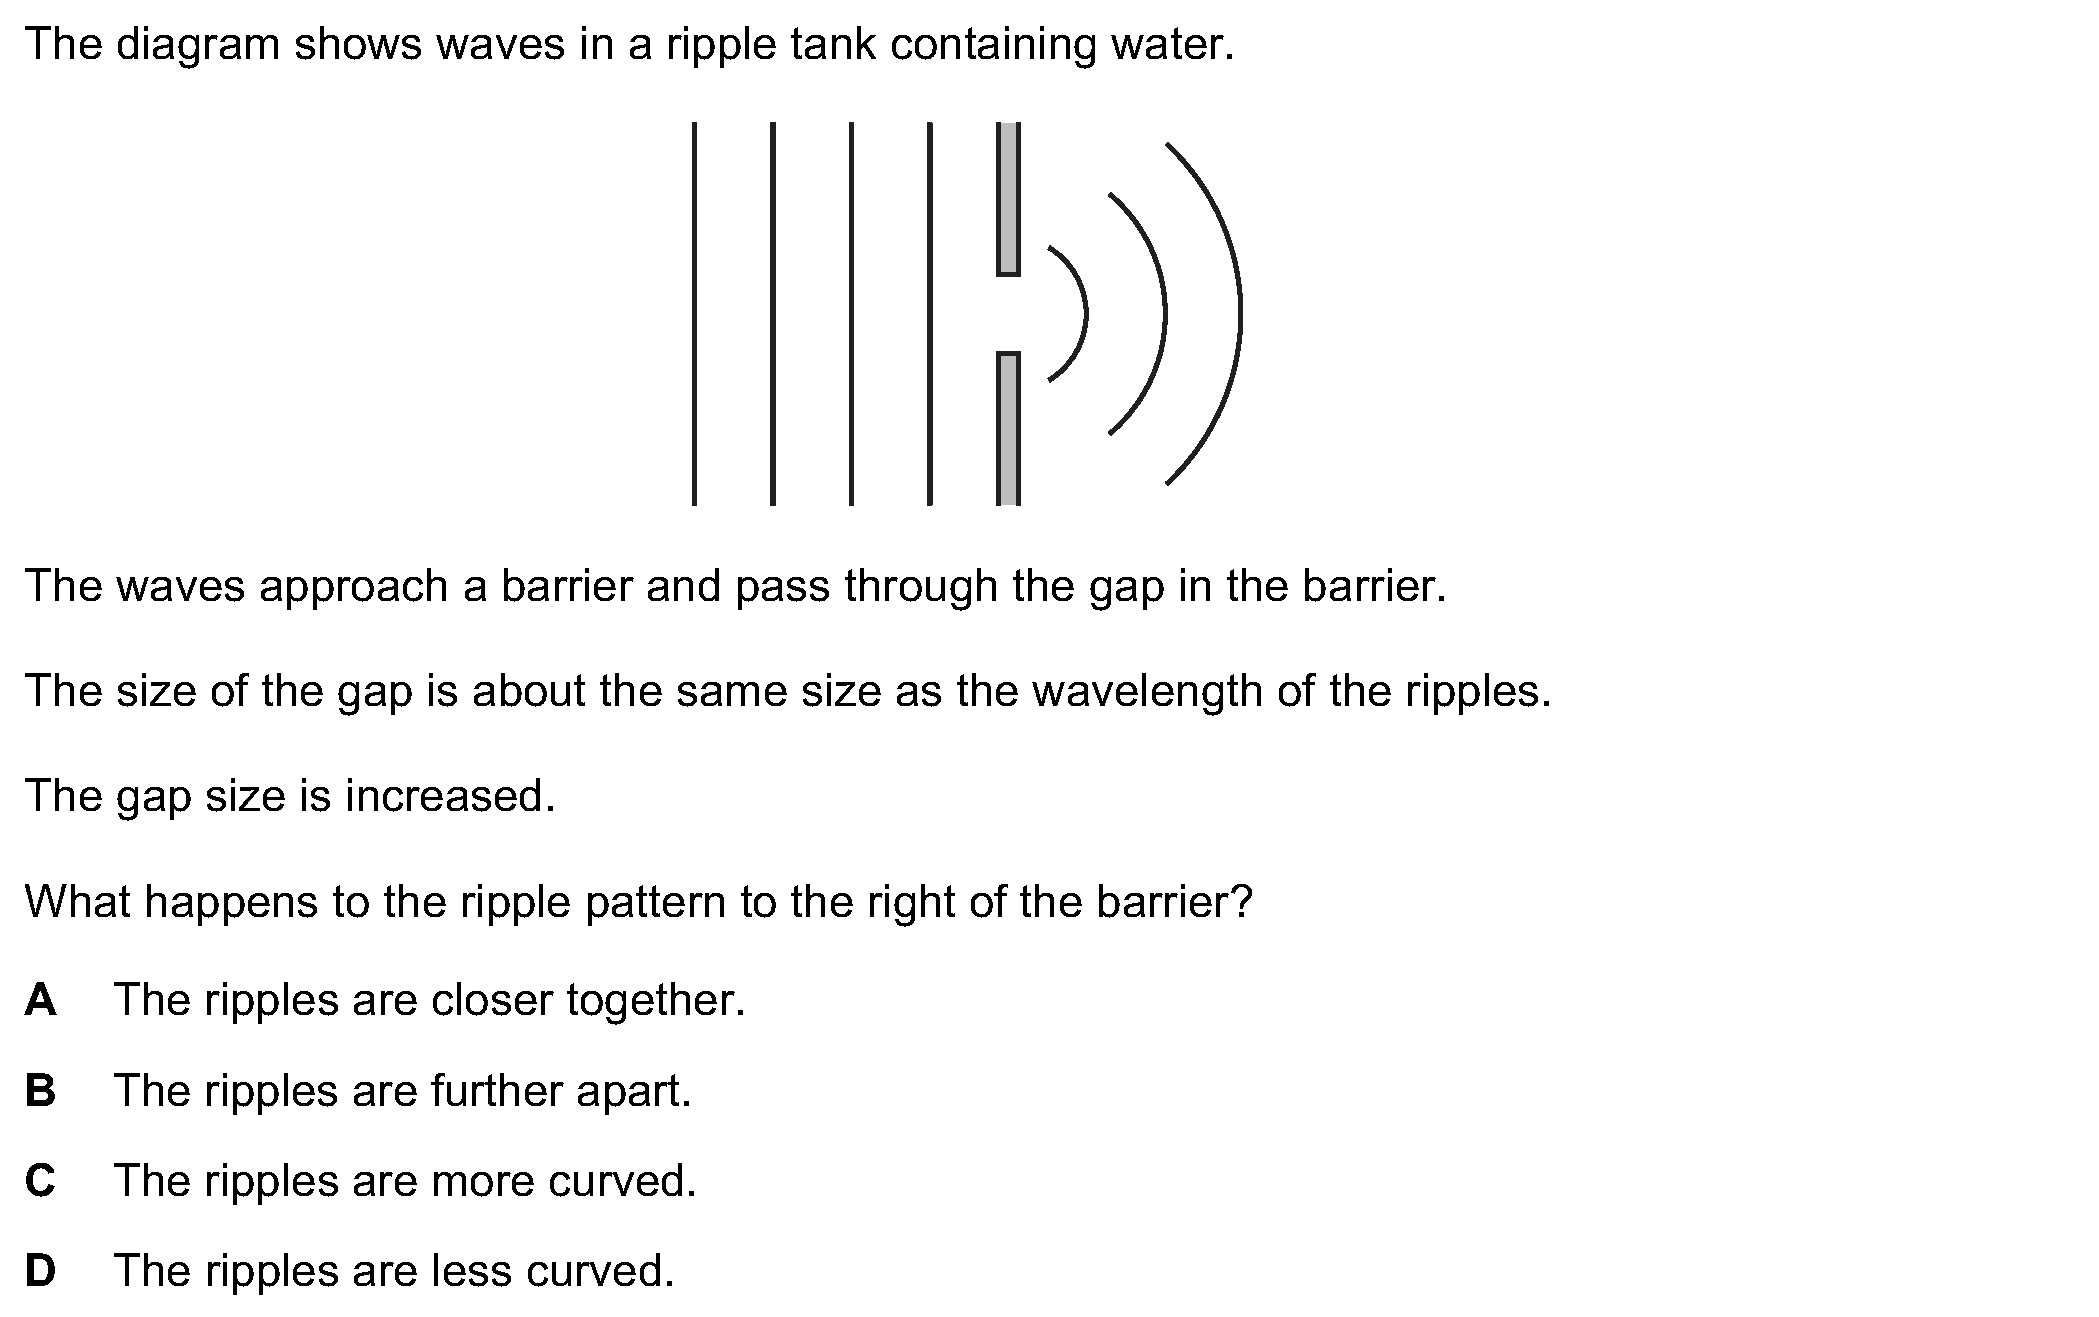 The diagram shows waves in a ripple tank containing water.
The waves approach a barrier and pass through the gap in the barrier.
The size of the gap is about the same size as the wavelength of the ripples.
The gap size is increased.
What happens to the ripple pattern to the right of the barrier?
A The ripples are closer together.
B The ripples are further apart.
C The ripples are more curved.
D The ripples are less curved.